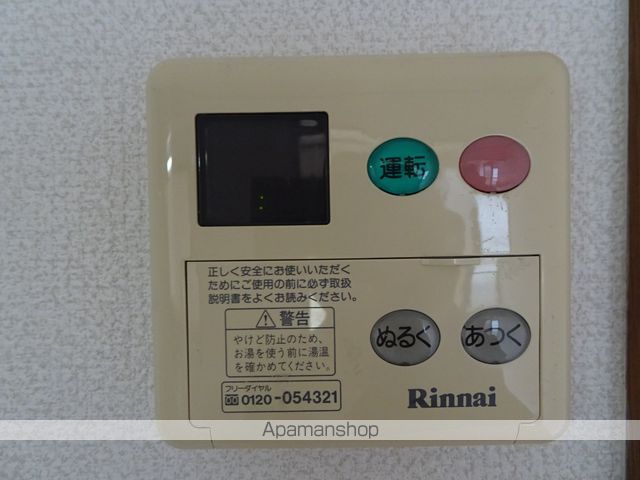 運転
正しく安全にお使いいただく
ためにご使用の前に必ず取扱
説明書をよくお読みください。
警告
やけど防止のため、
お湯を使う前に湯温
を確かめてください。
ぬるく
あつく
フリーダイヤル
0120-054321
Rinnai
Apamanshop